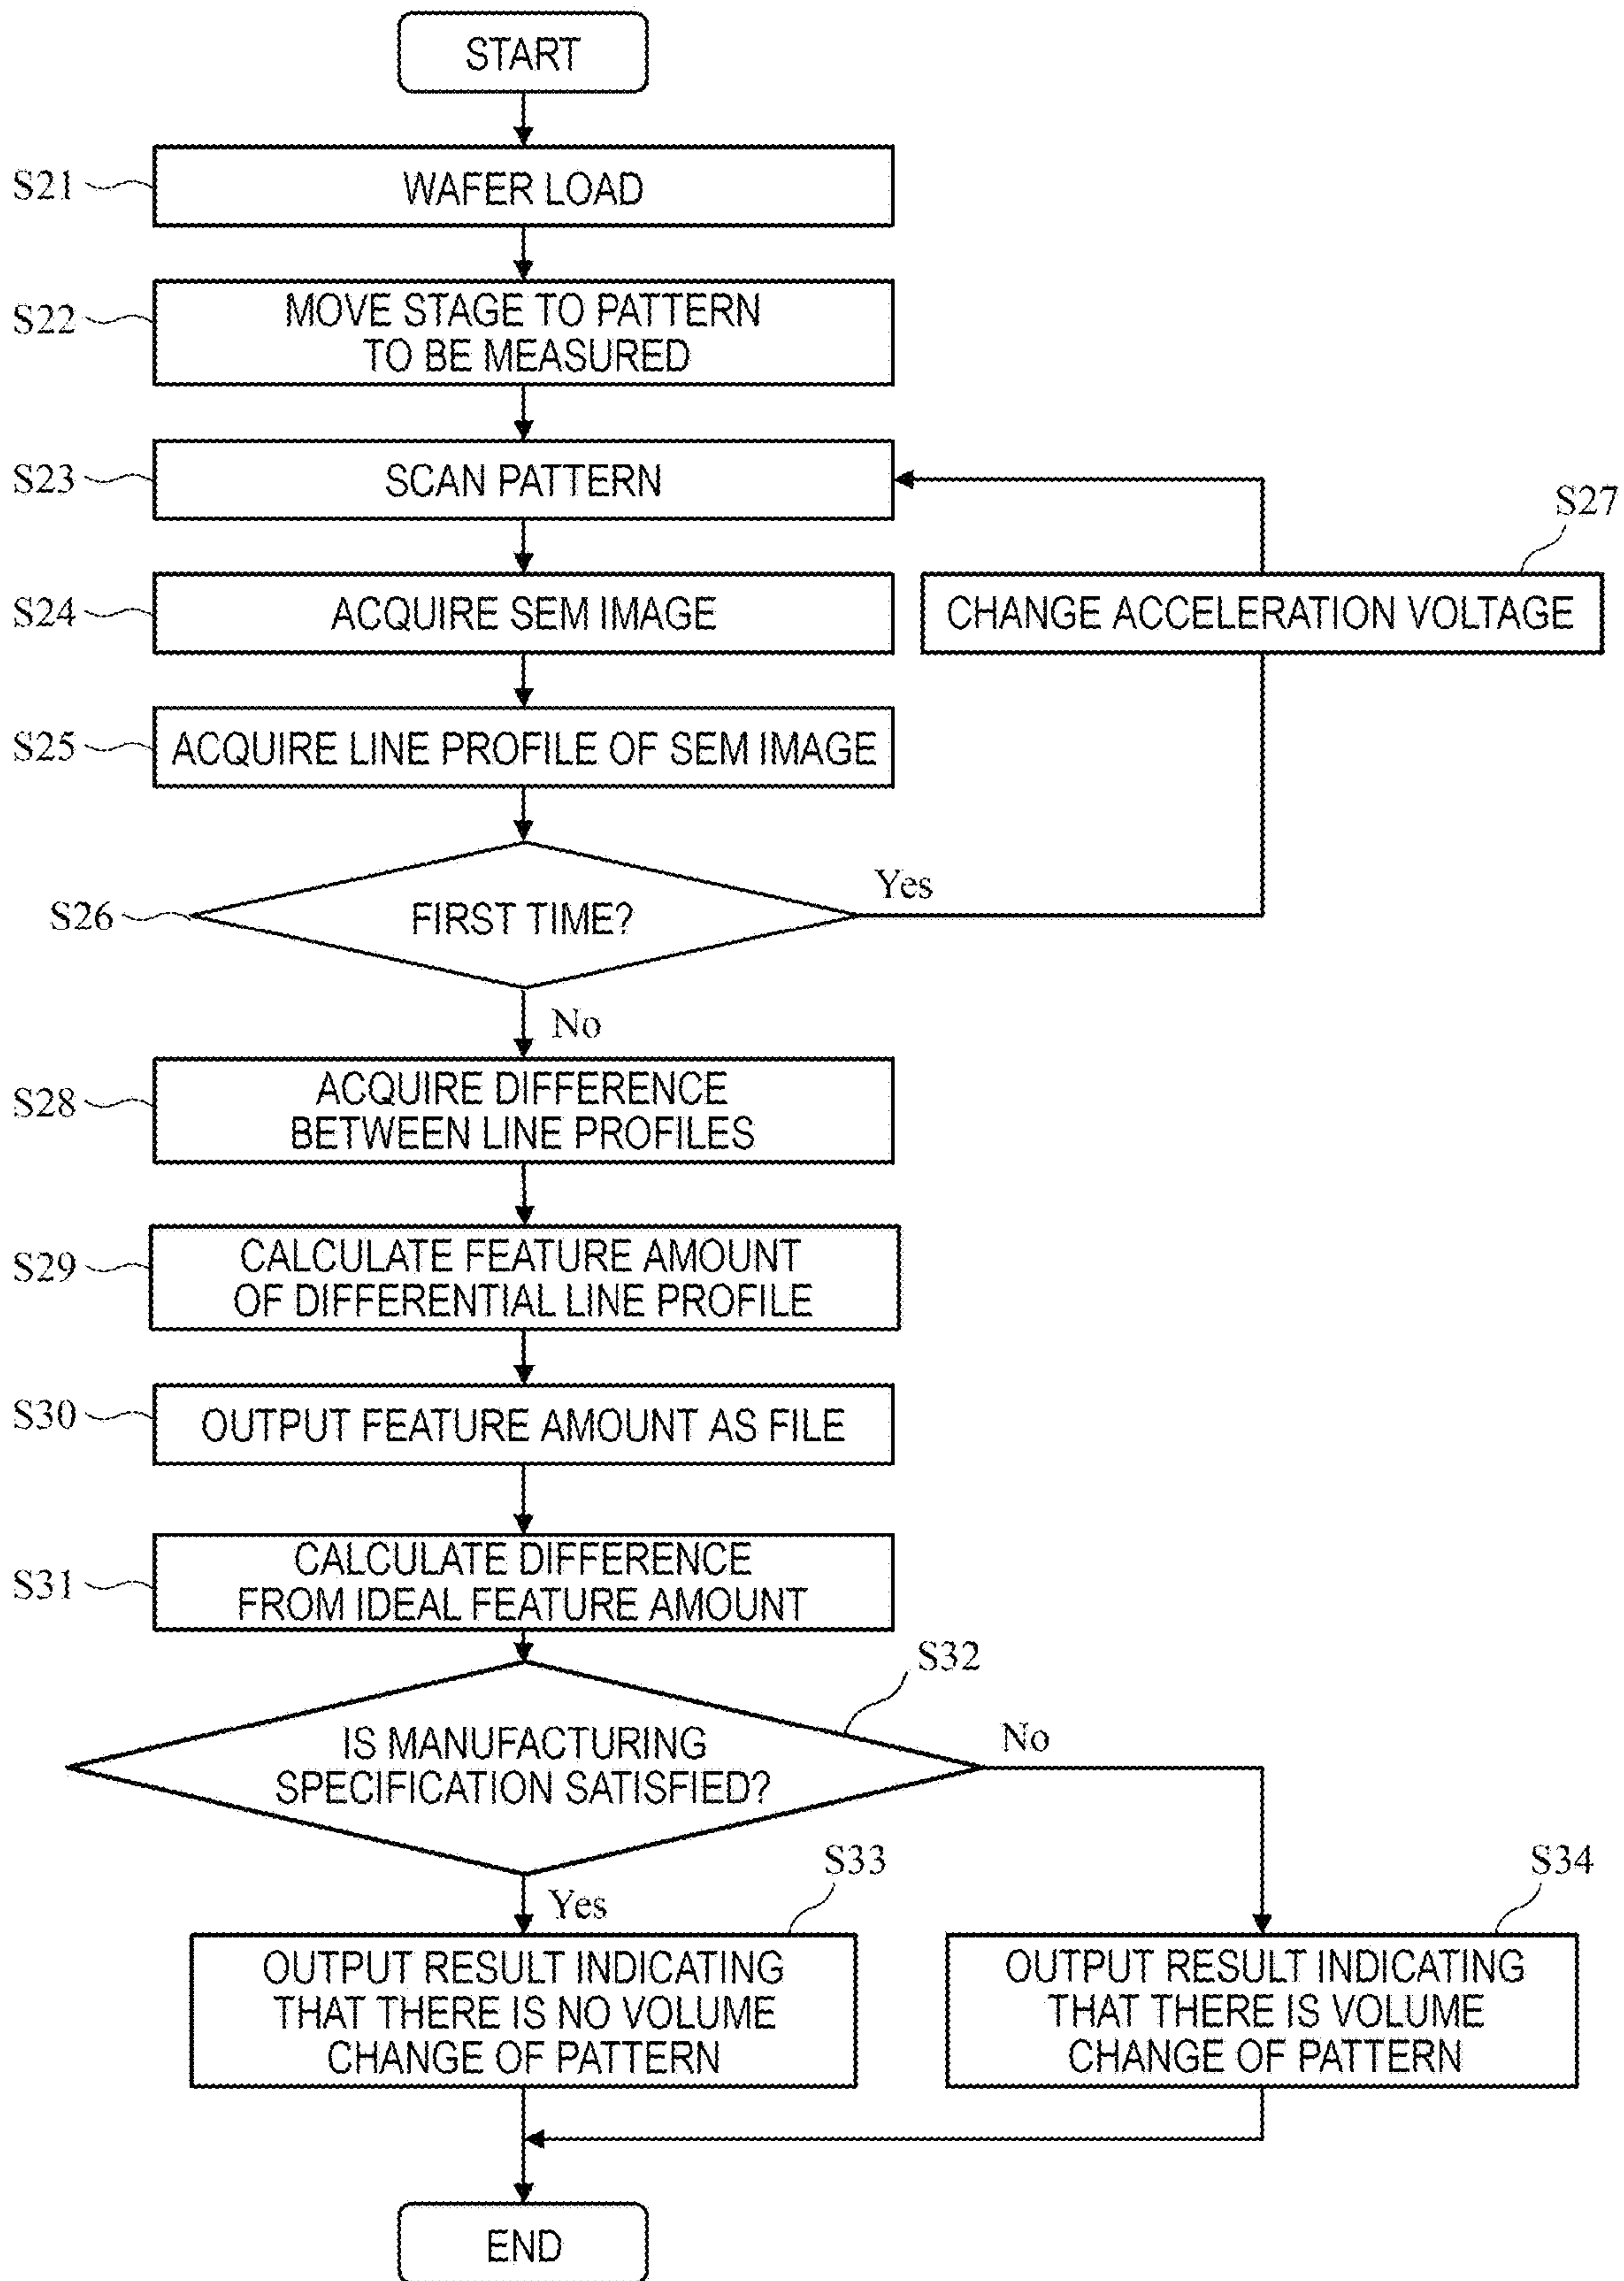 START
S21
WAFER LOAD
S22
MOVE STAGE TO PATTERN
TO BE MEASURED
S23
SCAN PATTERN
S27
S24
ACQUIRE SEM IMAGE
CHANGE ACCELERATION VOLTAGE
S25
ACQUIRE LINE PROFILE OF SEM IMAGE
Yes
S26
FIRST TIME?
No
S28
ACQUIRE DIFFERENCE
BETWEEN LINE PROFILES
S29
CALCULATE FEATURE AMOUNT
OF DIFFERENTIAL LINE PROFILE
S30
OUTPUT FEATURE AMOUNT AS FILE
S31
CALCULATE DIFFERENCE
FROM IDEAL FEATURE AMOUNT
S32
IS MANUFACTURING
SPECIFICATION SATISFIED?
No
Yes
S33
S34
OUTPUT RESULT INDICATING
THAT THERE IS NO VOLUME
CHANGE OF PATTERN
OUTPUT RESULT INDICATING
THAT THERE IS VOLUME
CHANGE OF PATTERN
END